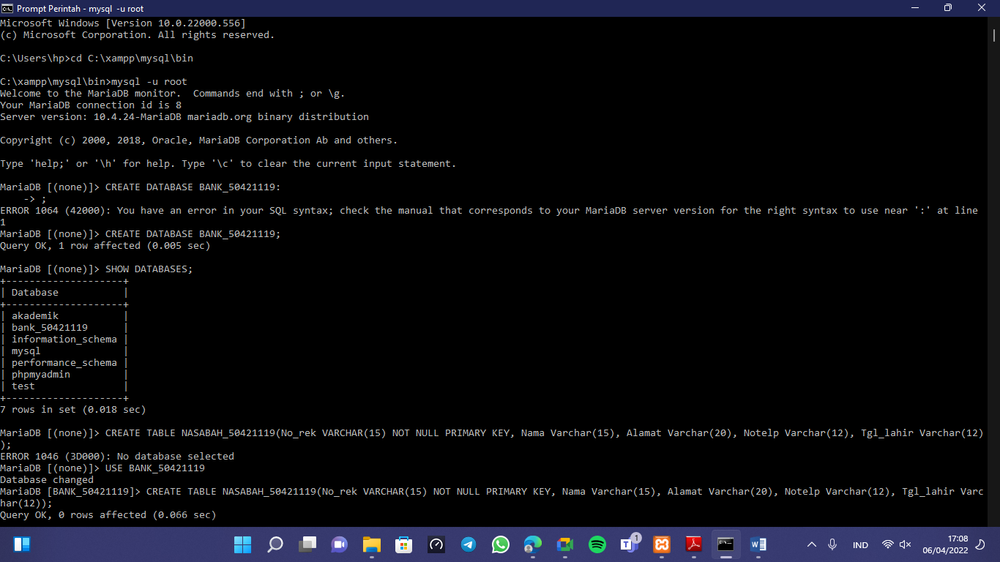 Prompt Perintah - mysql  -u root
Microsoft Windows [Version 10.0.22000.556]
(c) Microsoft Corporation. All rights reserved.
C:\Users\hp>cd C:\xampp\mysql\bin
C:\xampp\mysql\bin>mysql -u root
Welcome to the MariaDB monitor.  Commands end with ; or \g.
Your MariaDB connection id is 8
Server version: 10.4.24-MariaDB mariadb.org binary distribution
Copyright (c) 2000, 2018, Oracle, MariaDB Corporation Ab and others.
Type 'help;' or '\h' for help. Type '\c' to clear the current input statement.
MariaDB [(none)]> CREATE DATABASE BANK_50421119:
    -> ;
ERROR 1064 (42000): You have an error in your SQL syntax; check the manual that corresponds to your MariaDB server version for the right syntax to use near ':' at line
1
MariaDB [(none)]> CREATE DATABASE BANK_50421119;
Query OK, 1 row affected (0.005 sec)
MariaDB [(none)]> SHOW DATABASES;
+--------------------+
| Database           |
+--------------------+
| akademik           |
| bank_50421119      |
| information_schema |
| mysql              |
| performance_schema |
| phpmyadmin         |
| test               |
+--------------------+
7 rows in set (0.018 sec)
MariaDB [(none)]> CREATE TABLE NASABAH_50421119(No_rek VARCHAR(15) NOT NULL PRIMARY KEY, Nama Varchar(15), Alamat Varchar(20), Notelp Varchar(12), Tgl_lahir Varchar(12)
);
ERROR 1046 (3D000): No database selected
MariaDB [(none)]> USE BANK_50421119
Database changed
MariaDB [BANK_50421119]> CREATE TABLE NASABAH_50421119(No_rek VARCHAR(15) NOT NULL PRIMARY KEY, Nama Varchar(15), Alamat Varchar(20), Notelp Varchar(12), Tgl_lahir Varc
har(12));
Query OK, 0 rows affected (0.066 sec)
1
IND
17:08
06/04/2022